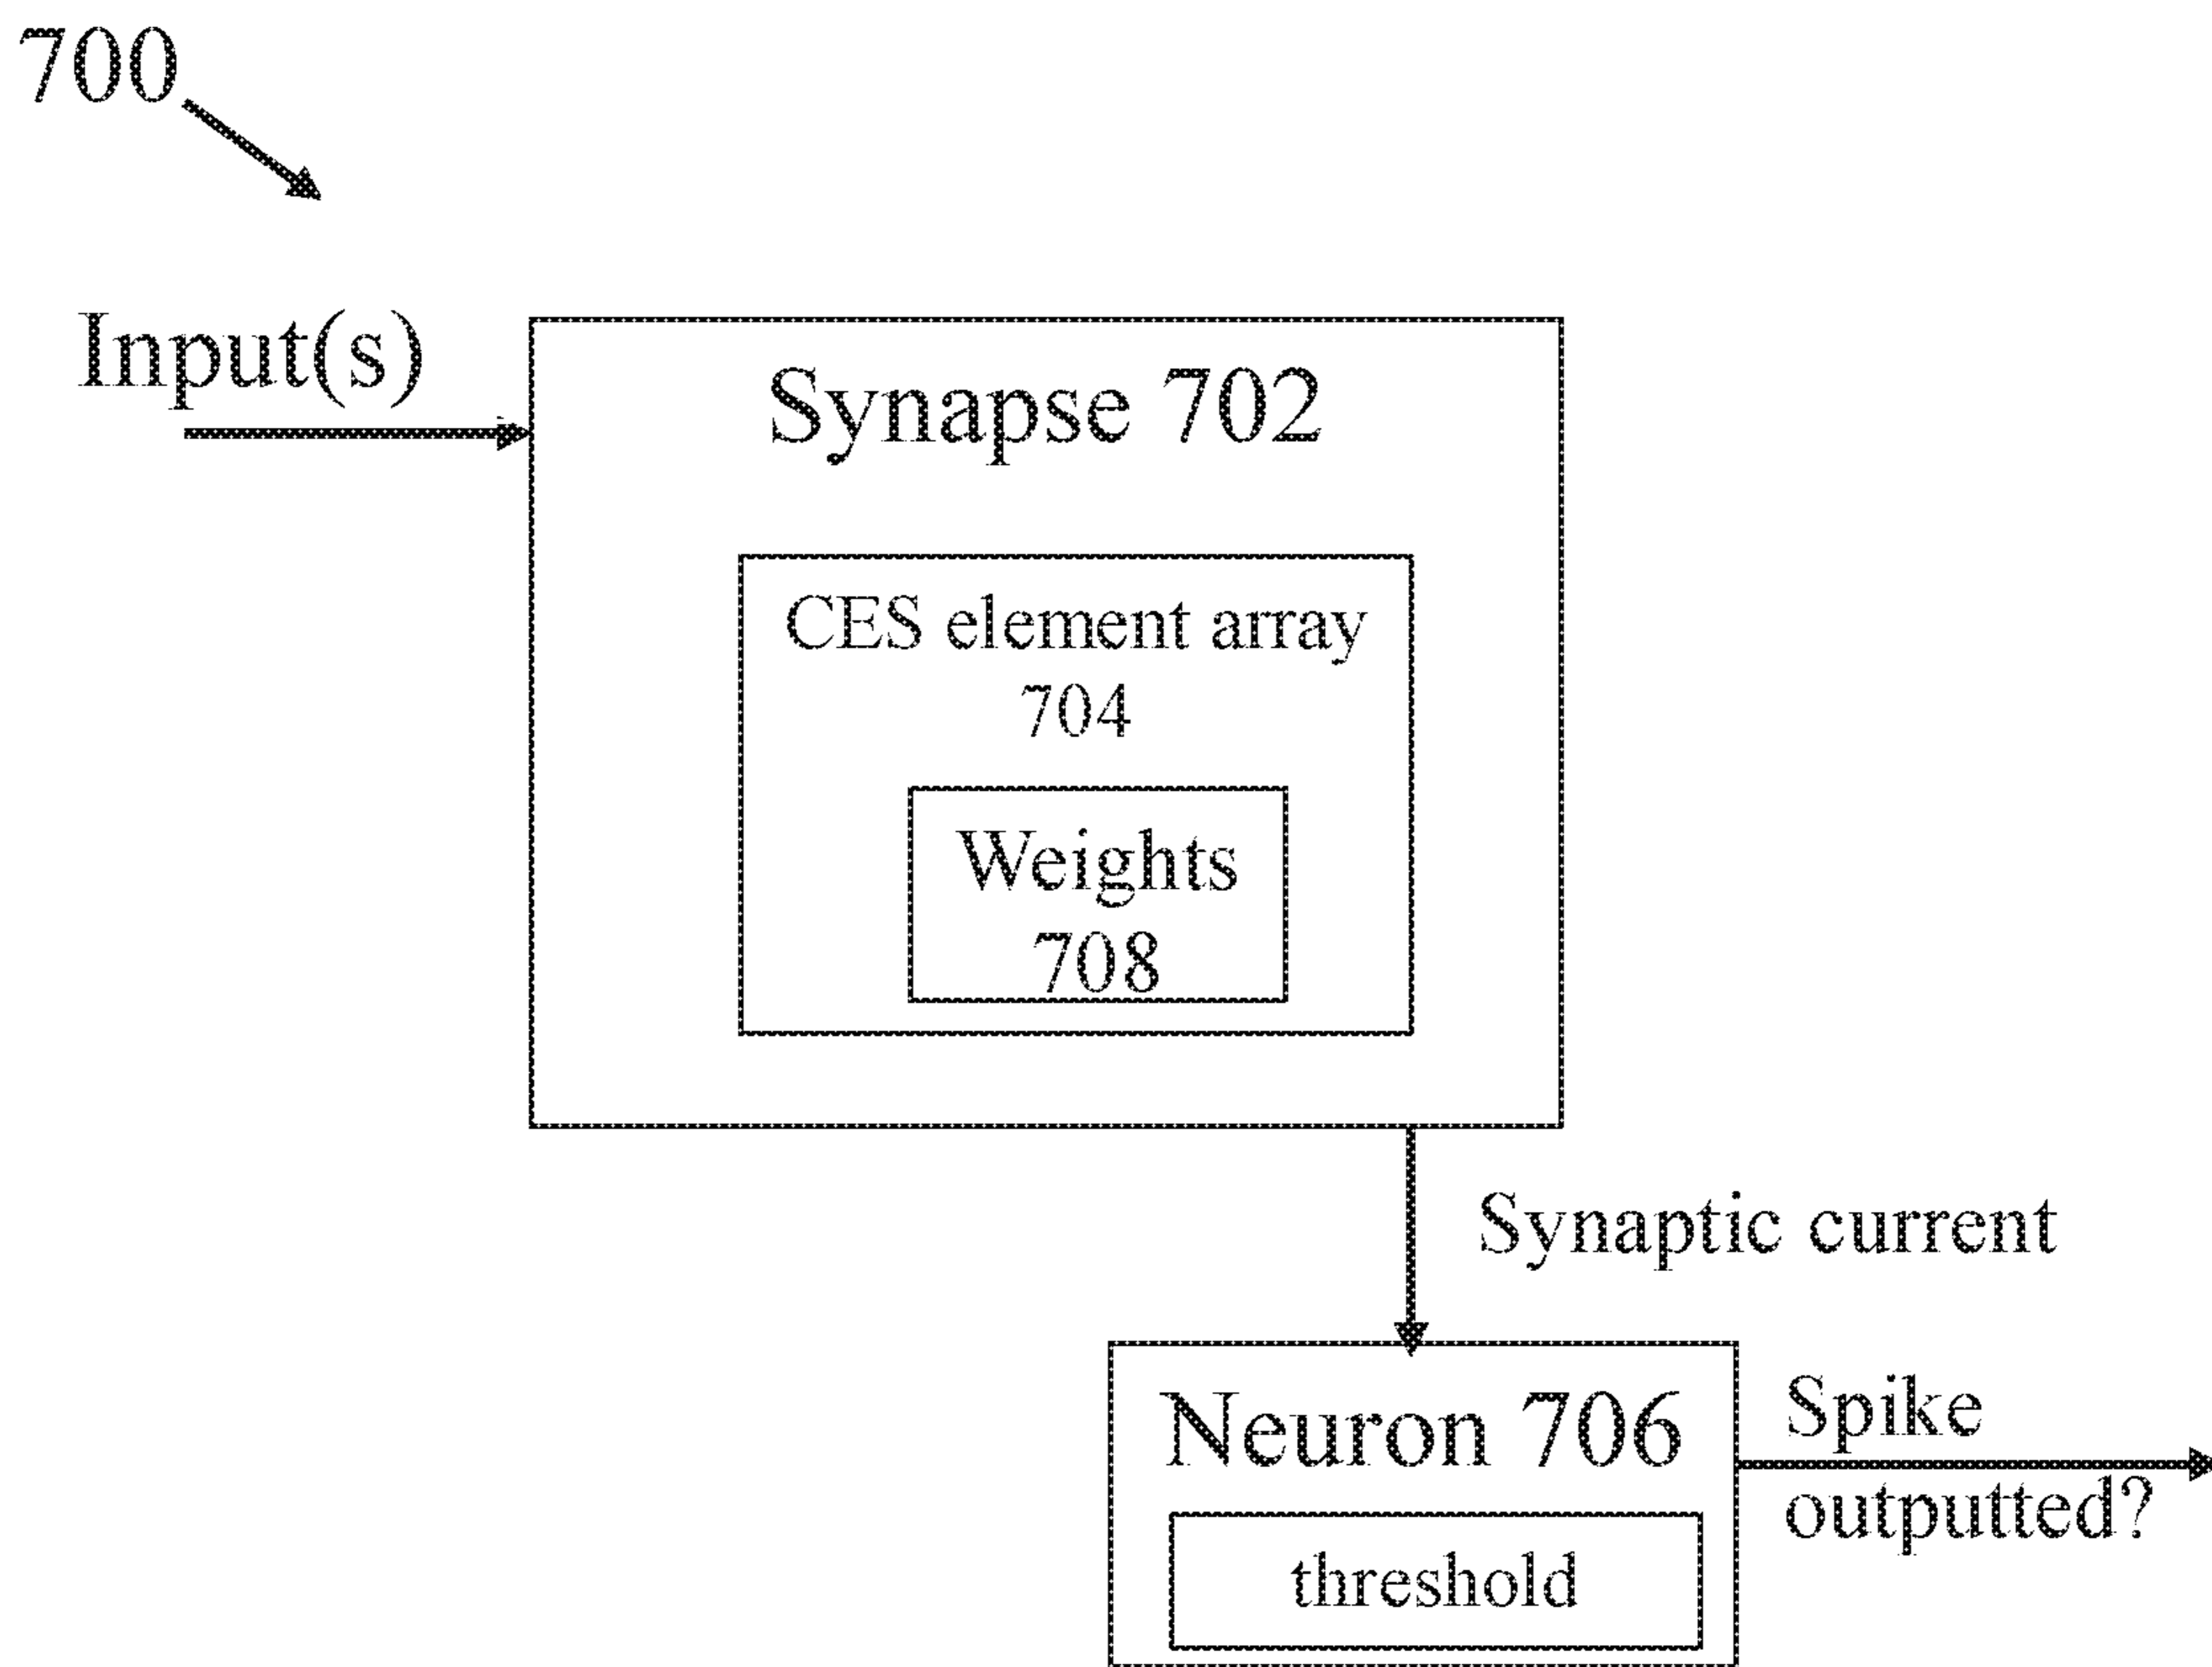 700
Input(s)
Synapse 702
CES element array
704
Weights
708
Synaptic current
Neuron 706
threshold
Spike
outputted?